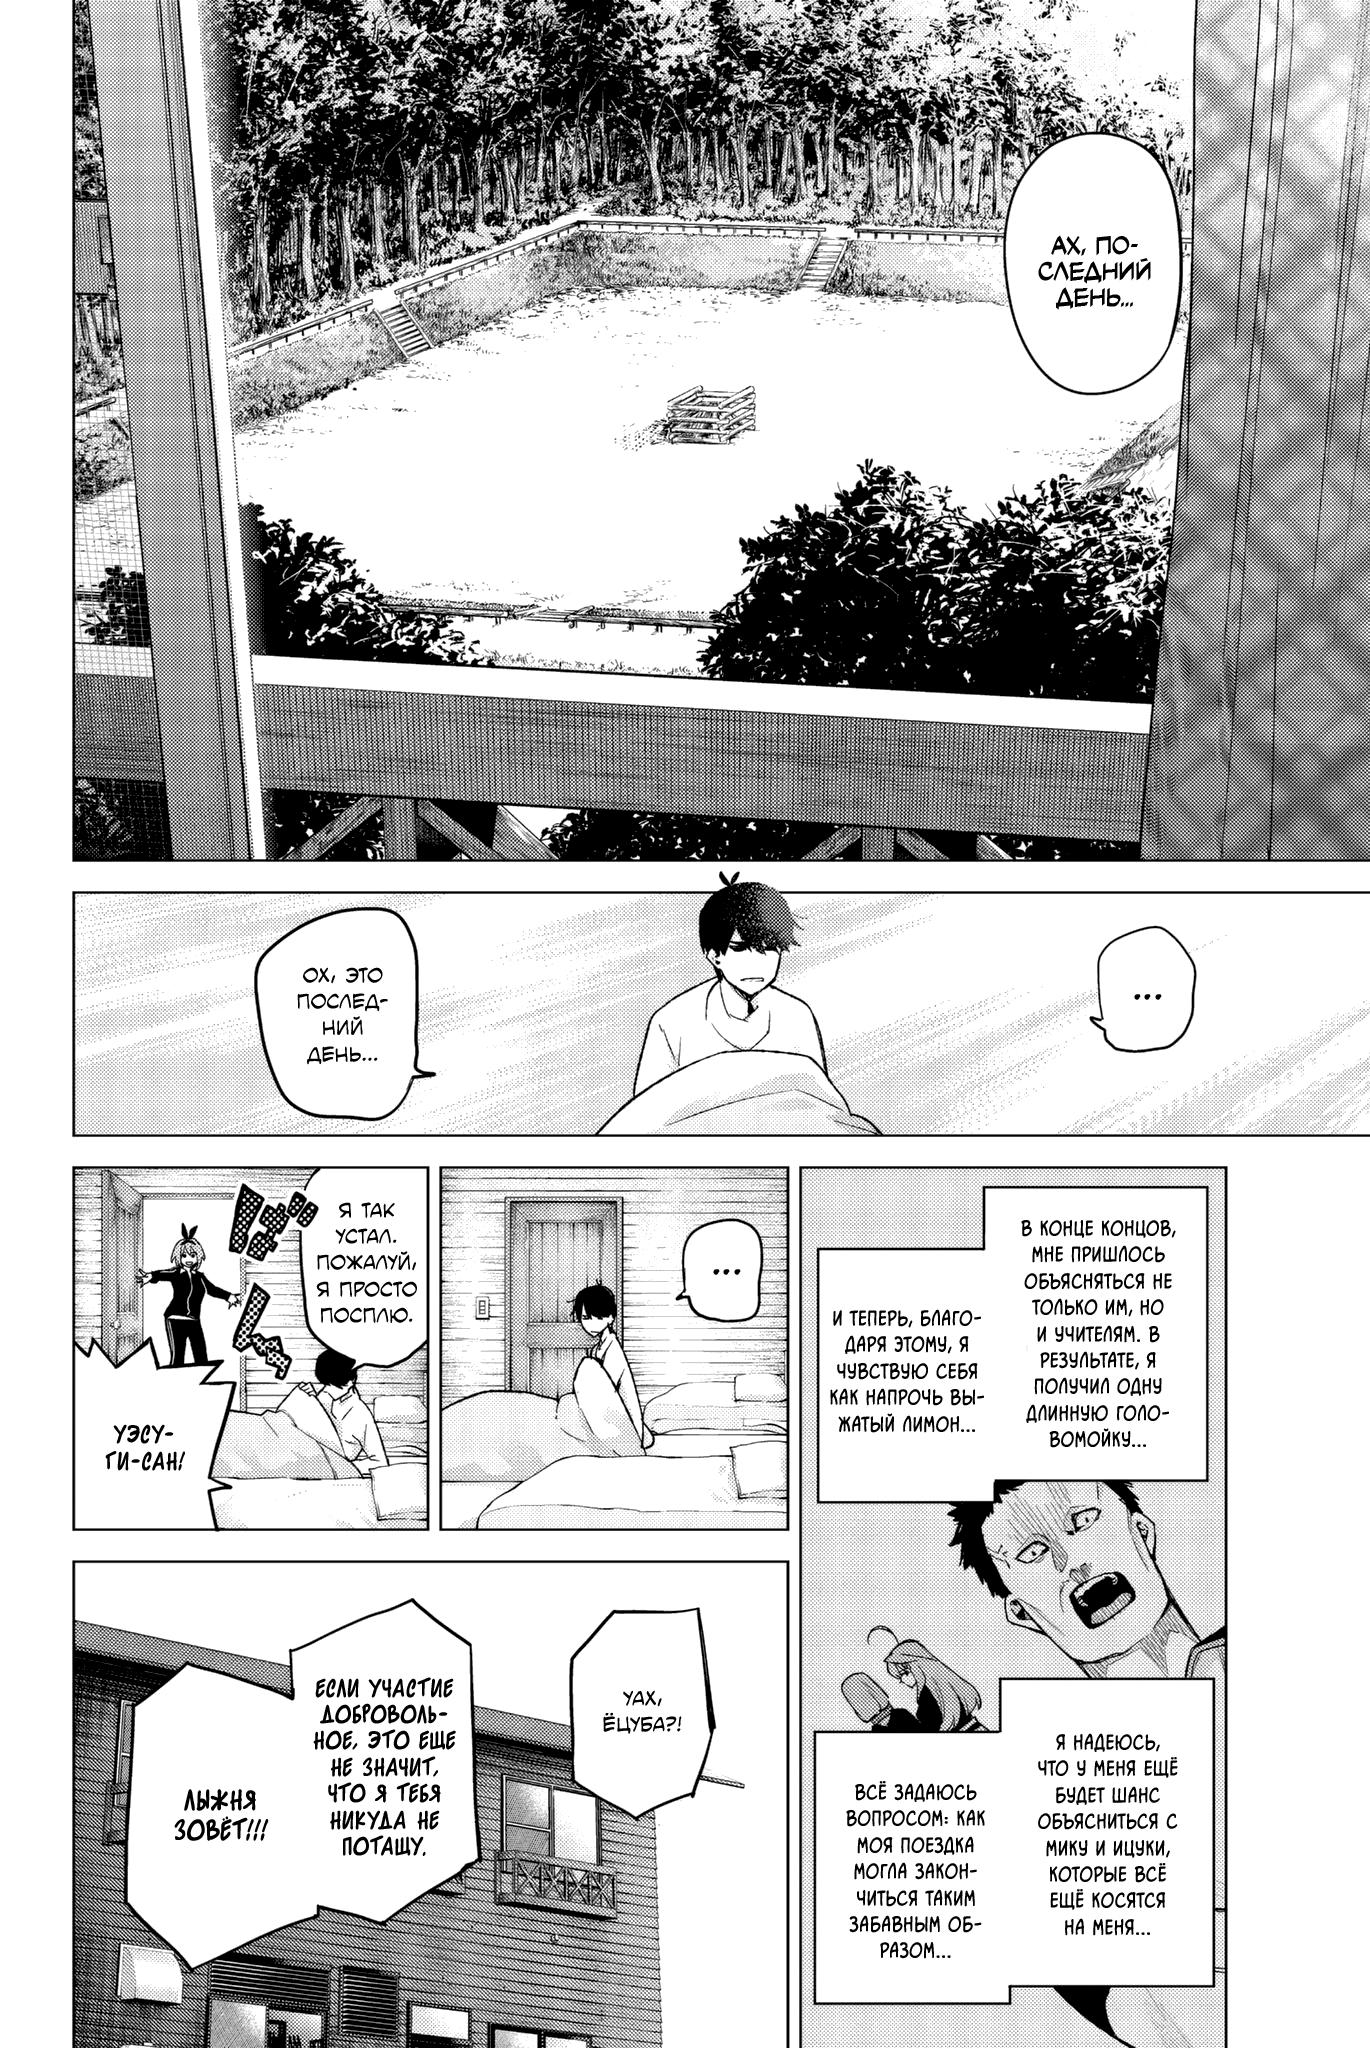 АХ, ПО-
СЛЕДНИЙ
ДЕНЬ...
...
ОХ, ЭТО
ПОСЛЕД-
НИЙ
ДЕНЬ...
В КОНЦЕ КОНЦОВ,
МНЕ ПРИШЛОСЬ
ОБЪЯСНЯТЬСЯ НЕ
ТОЛЬКО ИМ, НО
И УЧИТЕЛЯМ. В
РЕЗУЛЬТАТЕ, Я
ПОЛУЧИЛ ОДНУ
ДЛИННУЮ ГОЛО-
ВОМОЙКУ...
И ТЕПЕРЬ, БЛАГО-
ДАРЯ ЭТОМУ, Я
ЧУВСТВУЮ СЕБЯ
КАК НАПРОЧЬ ВЫ-
ЖАТЫЙ ЛИМОН...
Я НАДЕЮСЬ,
ЧТО У МЕНЯ ЕЩЁ
БУДЕТ ШАНС
ОБЪЯСНИТЬСЯ С
МИКУ И ИЦУКИ,
КОТОРЫЕ ВСЁ
ЕЩЁ КОСЯТСЯ
НА МЕНЯ...
ВСЁ ЗАДАЮСЬ
ВОПРОСОМ: КАК
МОЯ ПОЕЗДКА
МОГЛА ЗАКОН-
ЧИТЬСЯ ТАКИМ
ЗАБАВНЫМ ОБ-
РАЗОМ...
...
Я ТАК
УСТАЛ.
ПОЖАЛУЙ,
Я ПРОСТО
ПОСПЛЮ.
УЭСУ-
ГИ-САН!
УАХ,
ЁЦУБА?!
ЕСЛИ УЧАСТИЕ
ДОБРОВОЛЬ-
НОЕ, ЭТО ЕЩЕ
НЕ ЗНАЧИТ,
ЧТО Я ТЕБЯ
НИКУДА НЕ
ПОТАЩУ.
ЛЫЖНЯ
ЗОВЁТ!!!